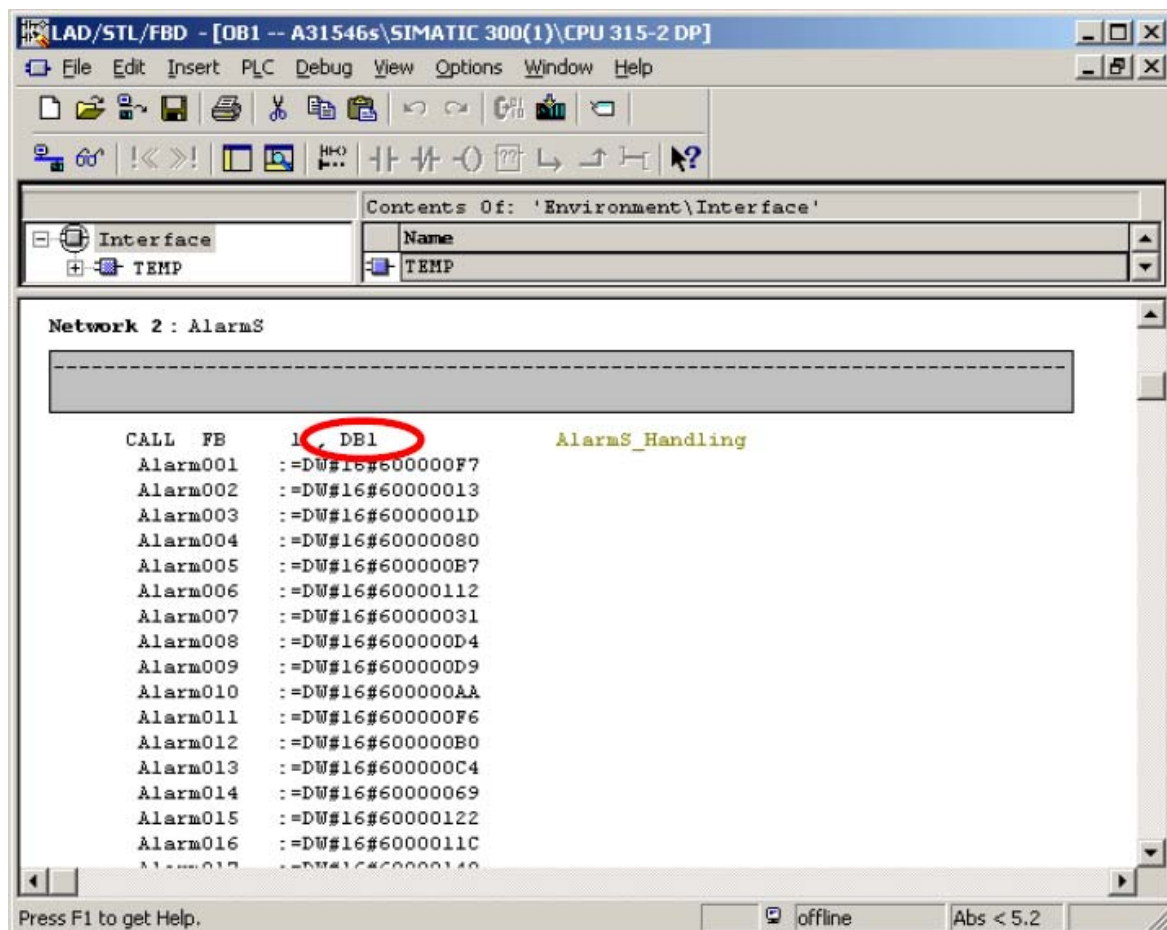 LAD/STL/FBD - [OB1 -- A31546s\SIMATIC 300(1)\CPU 315-2 DP]
File Edit Insert PLC Debug View Options Window Help
Contents Of: 'Environment\Interface'
Interface
Name
TEMP
TEMP
Network 2 : AlarmS
CALL FB 1 , DB1 AlarmS_Handling
Alarm001 :=DW#16#600000F7
Alarm002 :=DW#16#60000013
Alarm003 :=DW#16#6000001D
Alarm004 :=DW#16#60000080
Alarm005 :=DW#16#600000B7
Alarm006 :=DW#16#60000112
Alarm007 :=DW#16#60000031
Alarm008 :=DW#16#600000D4
Alarm009 :=DW#16#600000D9
Alarm010 :=DW#16#600000AA
Alarm011 :=DW#16#600000F6
Alarm012 :=DW#16#600000B0
Alarm013 :=DW#16#600000C4
Alarm014 :=DW#16#60000069
Alarm015 :=DW#16#60000122
Alarm016 :=DW#16#6000011C
Press F1 to get Help. offline Abs < 5.2